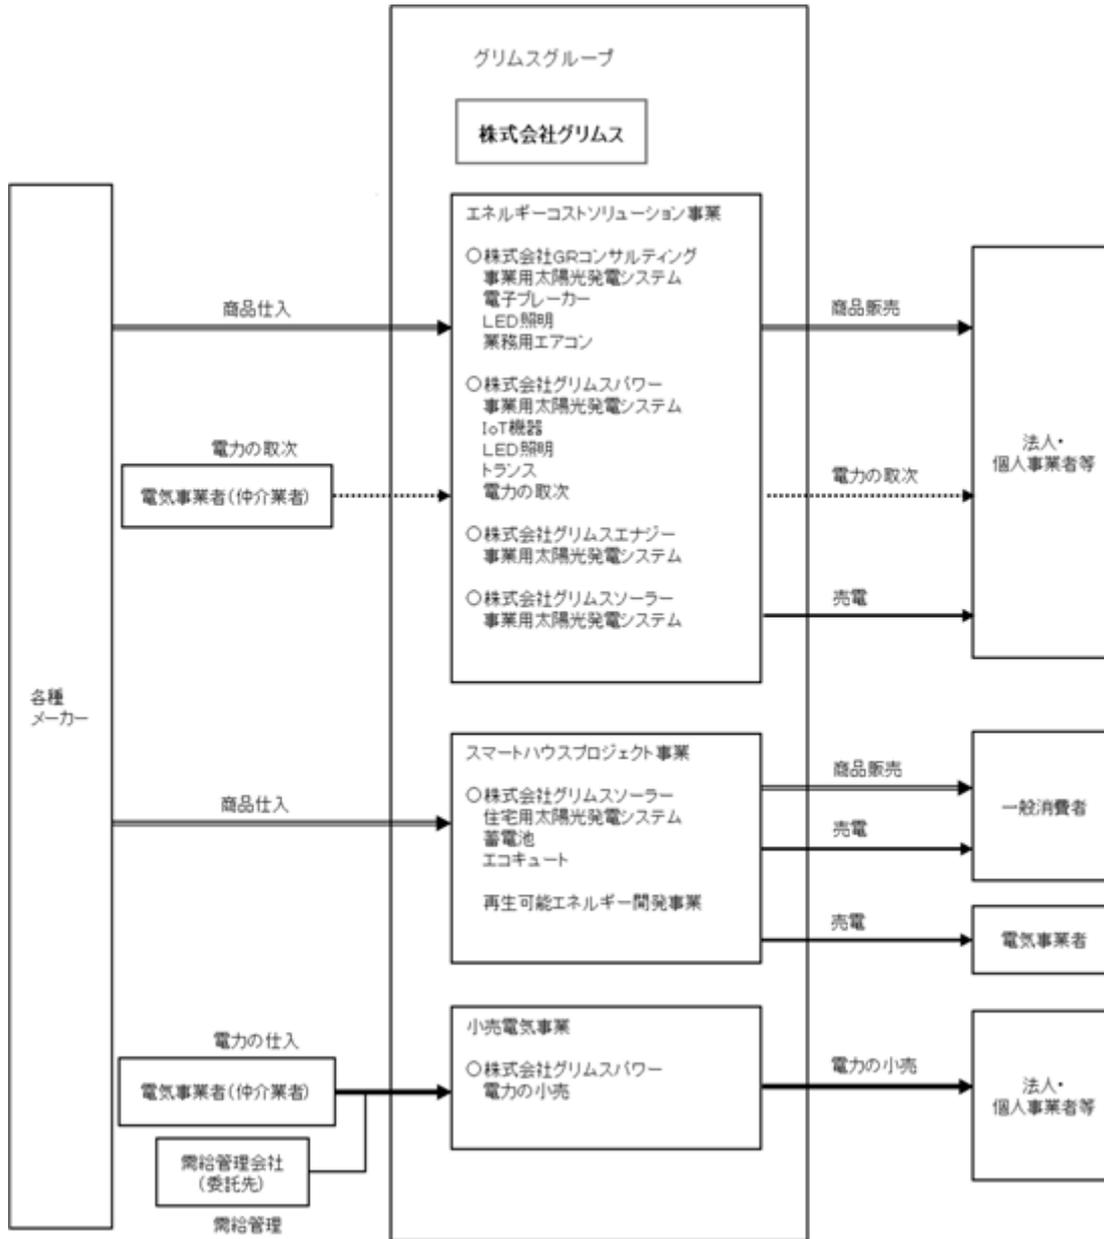 グリムスグループ
株式会社グリムス
各種
メーカー
商品仕入
電力の取次
電気事業者(仲介業者)
エネルギーコストソリューション事業
○株式会社GRコンサルティング
事業用太陽光発電システム
電子ブレーカー
LED照明
業務用エアコン
○株式会社グリムスパワー
事業用太陽光発電システム
IoT機器
LED照明
トランス
電力の取次
○株式会社グリムスエナジー
事業用太陽光発電システム
○株式会社グリムスソーラー
事業用太陽光発電システム
商品販売
電力の取次
売電
法人・
個人事業者等
商品仕入
スマートハウスプロジェクト事業
○株式会社グリムスソーラー
住宅用太陽光発電システム
蓄電池
エコキュート
再生可能エネルギー開発事業
商品販売
売電
一般消費者
売電
電気事業者
電力の仕入
電気事業者(仲介業者)
需給管理会社
(委託先)
需給管理
小売電気事業
○株式会社グリムスパワー
電力の小売
電力の小売
法人・
個人事業者等